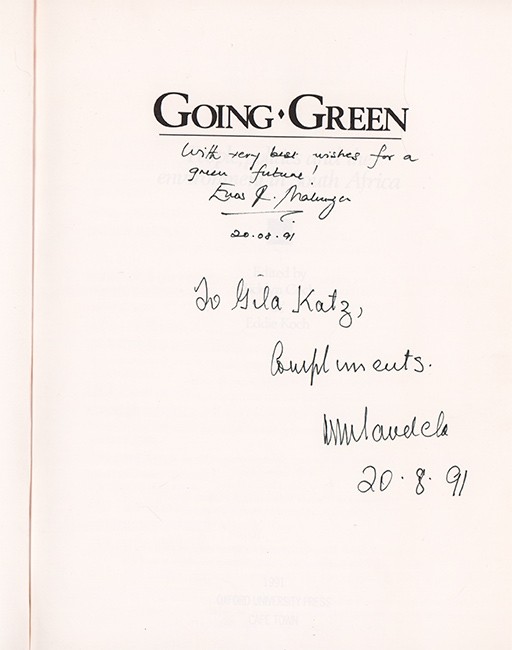 GOING • GREEN
With very best wishes for a
green future!
Enos
20.08.91
To Gila Katz,
Compliments.
NMandela
20.8.91